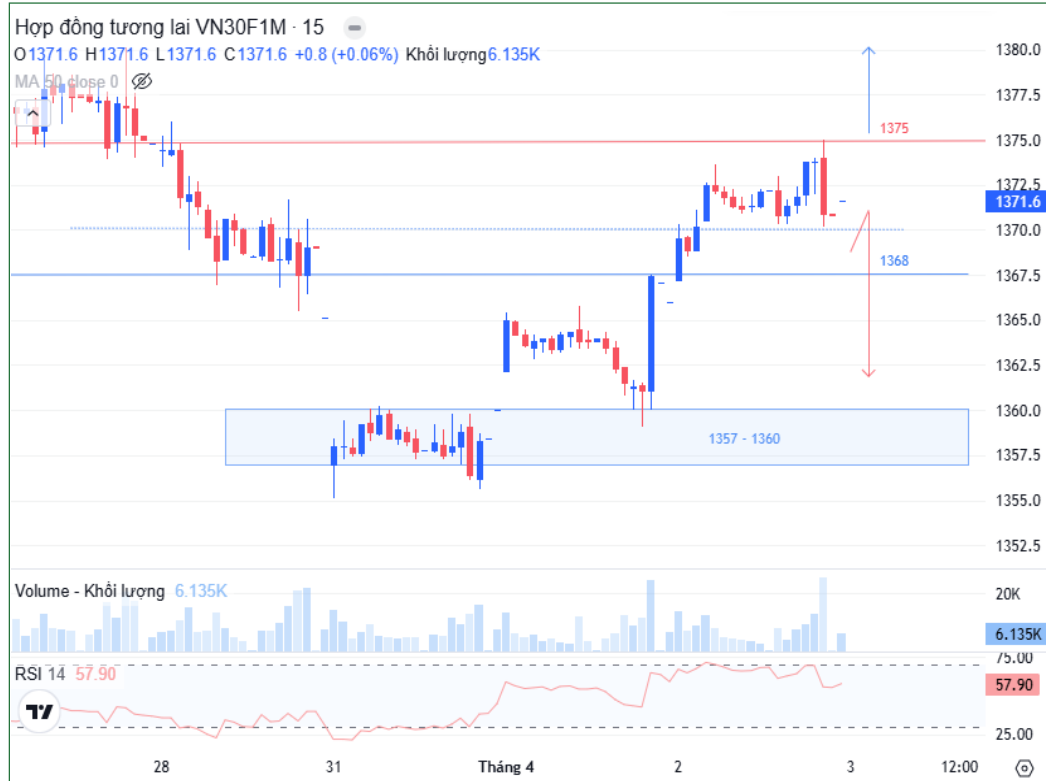 Hợp đồng tương lai VN30F1M · 15
O1371.6 H1371.6 L1371.6 C1371.6 +0.8 (+0.06%) Khối lượng6.135K
MA 50 close 0
1380.0
1377.5
1375
1375.0
1372.5
1371.6
1370.0
1368
1367.5
1365.0
1362.5
1360.0
1357 - 1360
1357.5
1355.0
1352.5
Volume - Khối lượng 6.135K
20K
6.135K
75.00
RSI 14 57.90
57.90
25.00
28 31 Tháng 4 2 3 12:00